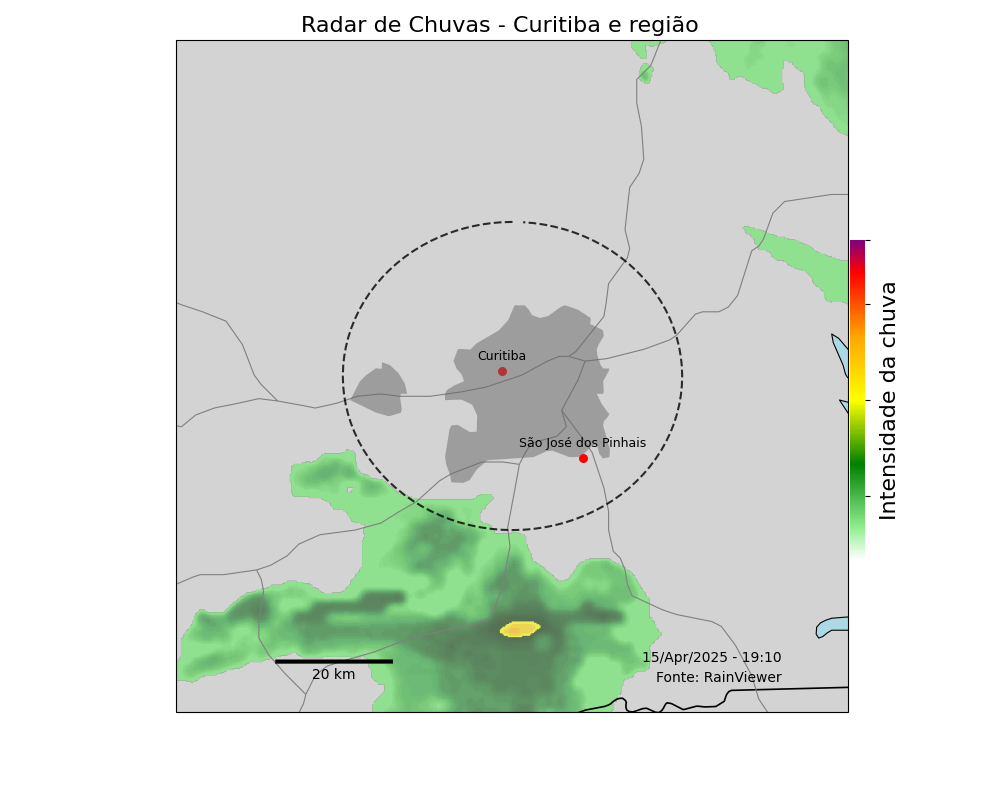 Radar de Chuvas - Curitiba e região
Curitiba
São José dos Pinhais
Intensidade da chuva
15/Apr/2025 - 19:10
20 km
Fonte: RainViewer